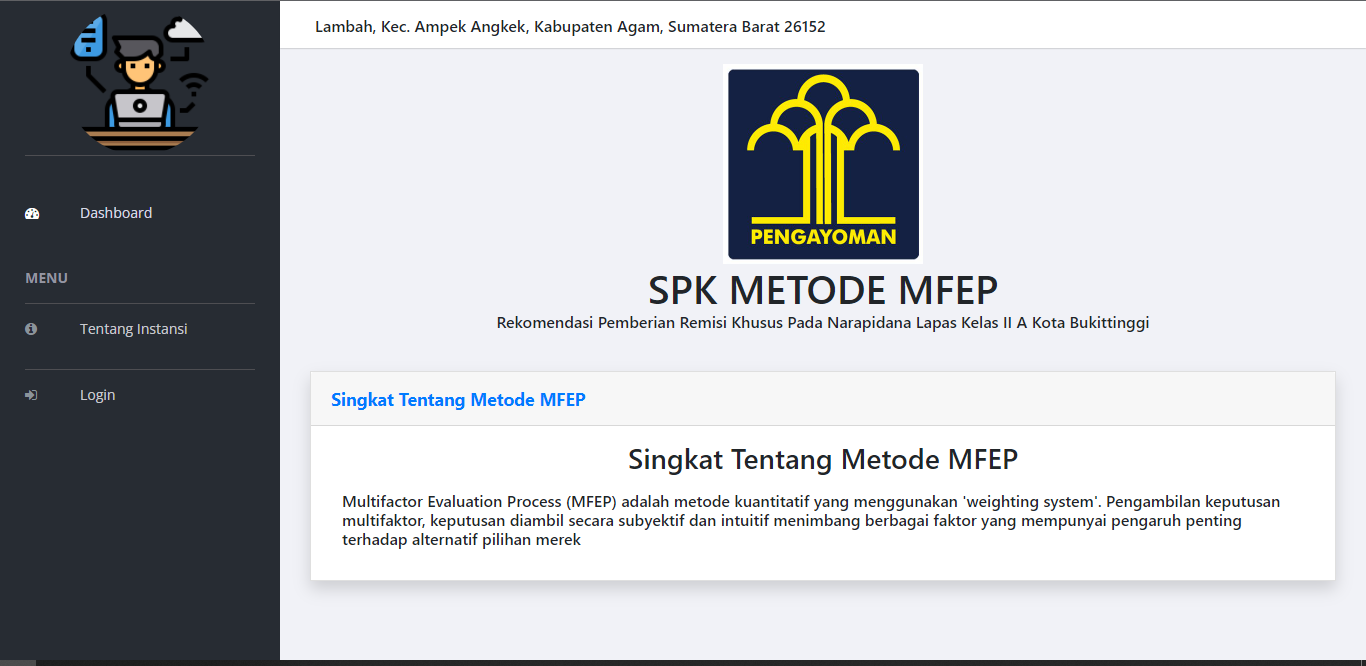 Lambah, Kec. Ampek Angkek, Kabupaten Agam, Sumatera Barat 26152
Dashboard
MENU
Tentang Instansi
Login
PENGAYOMAN
SPK METODE MFEP
Rekomendasi Pemberian Remisi Khusus Pada Narapidana Lapas Kelas II A Kota Bukittinggi
Singkat Tentang Metode MFEP
Singkat Tentang Metode MFEP
Multifactor Evaluation Process (MFEP) adalah metode kuantitatif yang menggunakan 'weighting system'. Pengambilan keputusan
multifaktor, keputusan diambil secara subyektif dan intuitif menimbang berbagai faktor yang mempunyai pengaruh penting
terhadap alternatif pilihan merek